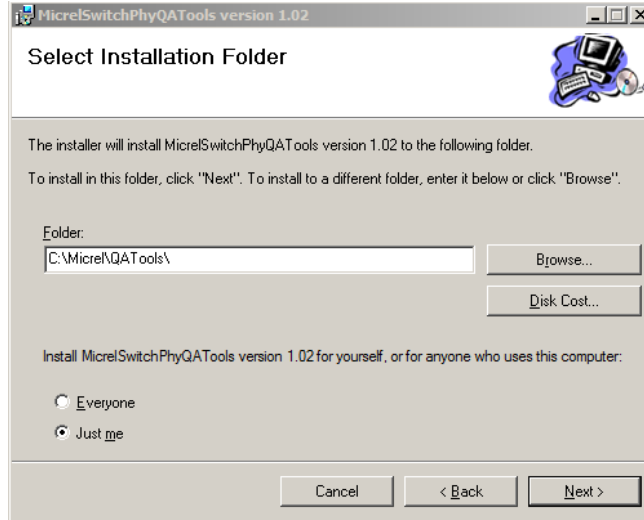 MicrelSwitchPhyQATools version 1.02
Select Installation Folder
The installer will install MicrelSwitchPhyQATools version 1.02 to the following folder.
To install in this folder, click "Next". To install to a different folder, enter it below or click "Browse".
Folder:
C:\Micrel\QATools\
Browse...
Disk Cost...
Install MicrelSwitchPhyQATools version 1.02 for yourself, or for anyone who uses this computer:
Everyone
Just me
Cancel
< Back
Next >